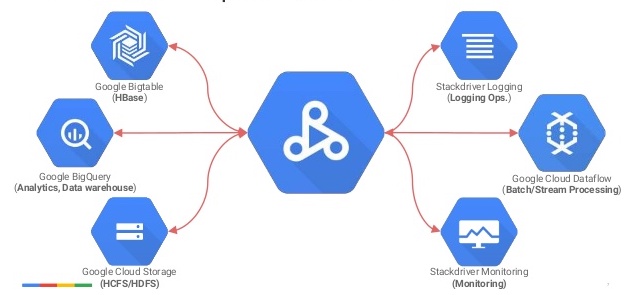 Google Bigtable
(HBase)
Stackdriver Logging
(Logging Ops.)
Google BigQuery
(Analytics, Data warehouse)
Google Cloud Dataflow
(Batch/Stream Processing)
Google Cloud Storage
(HCFS/HDFS)
Stackdriver Monitoring
(Monitoring)